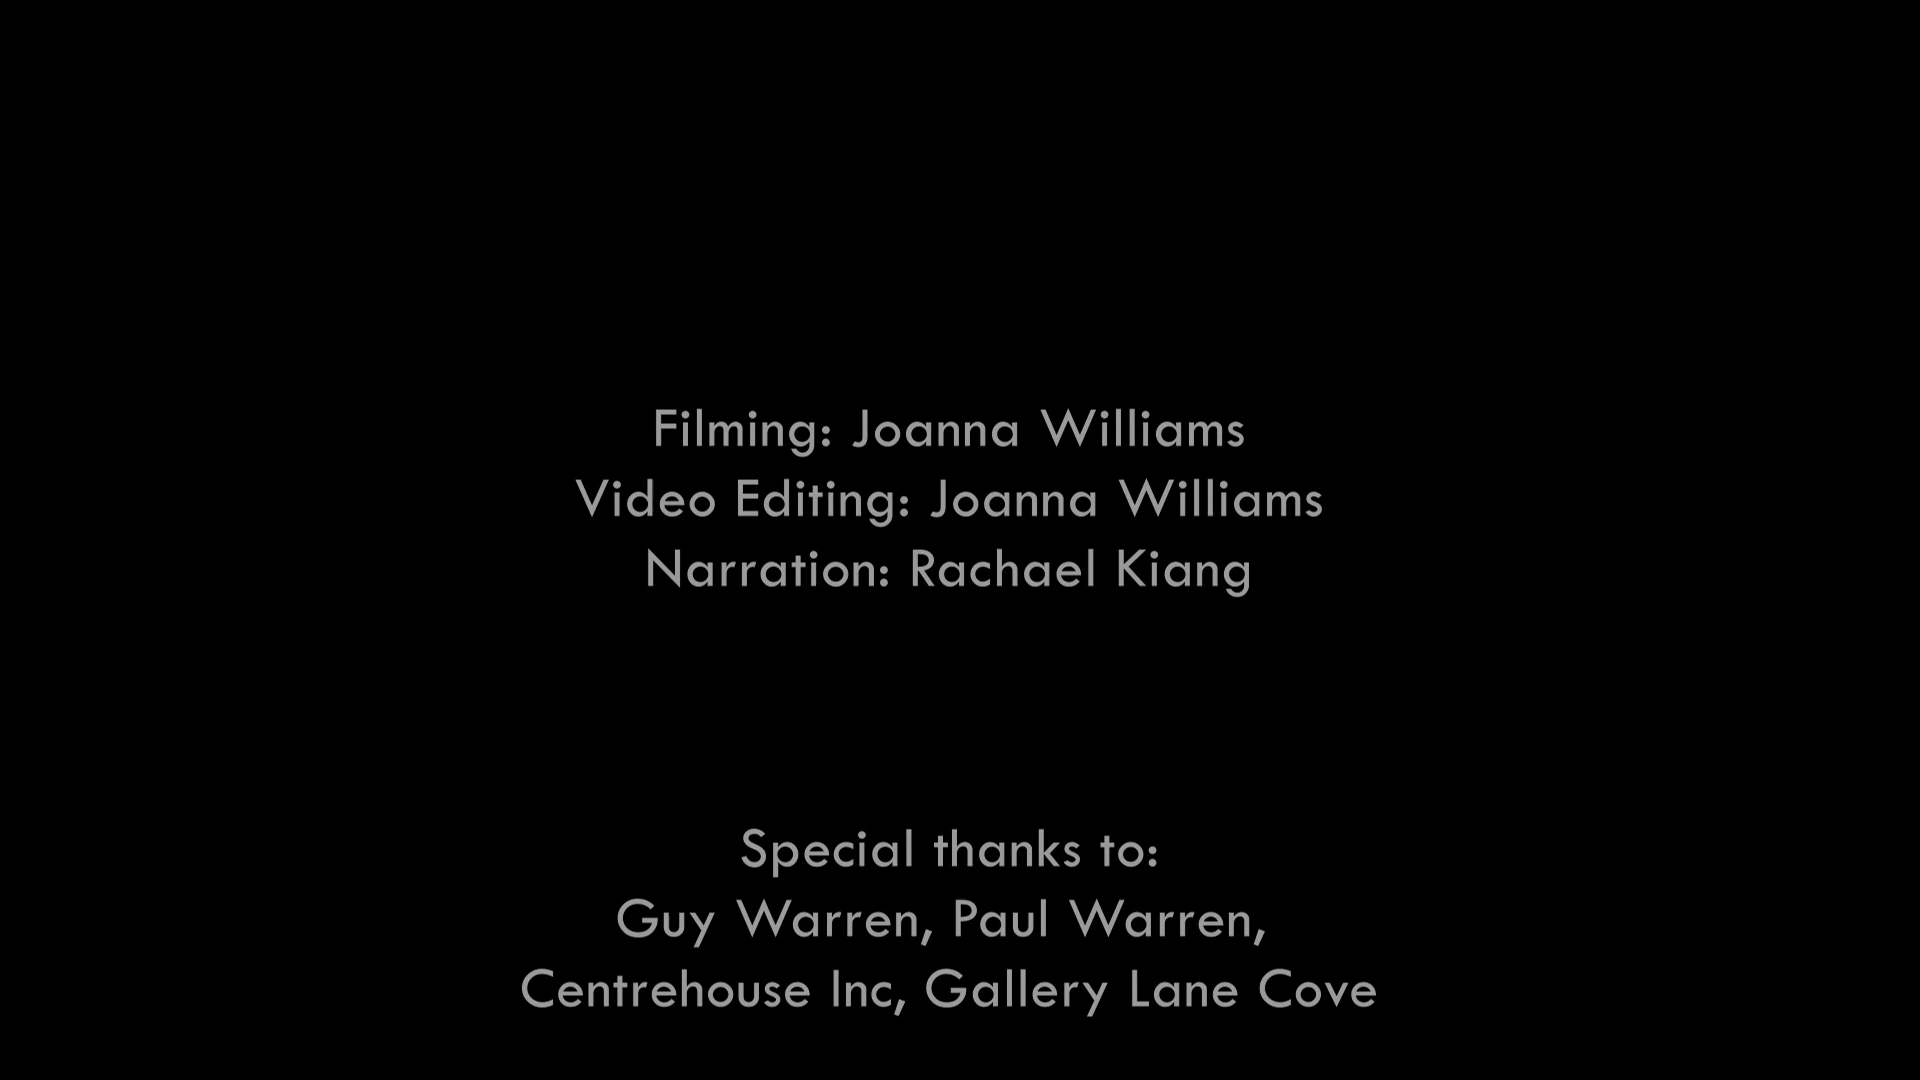 Filming: Joanna Williams
Video Editing: Joanna Williams
Narration: Rachael Kiang
Special thanks to:
Guy Warren, Paul Warren,
Centrehouse Inc, Gallery Lane Cove